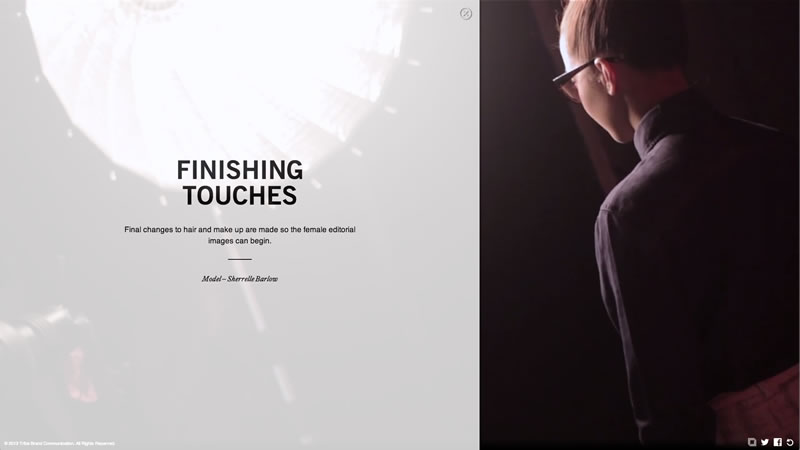 FINISHING
TOUCHES
Final changes to hair and make up are made so the female editorial
images can begin.
Model – Sherrelle Barlow
© 2013 Tribe Brand Communication. All Rights Reserved.